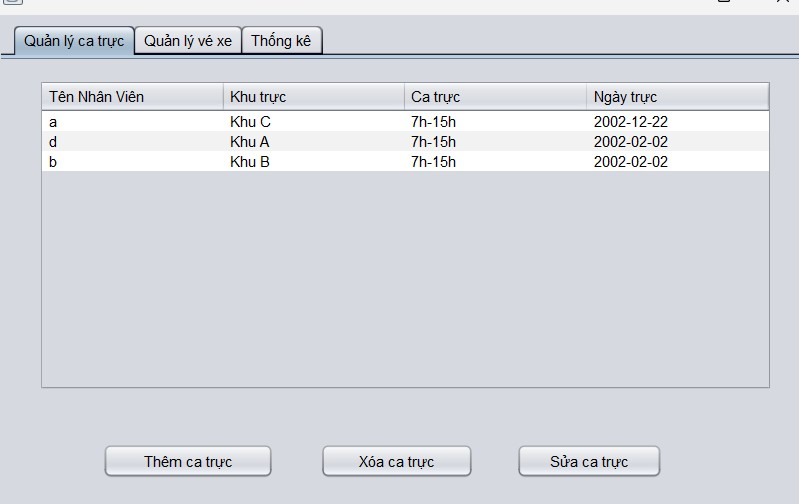 Quản lý ca trực Quản lý vé xe Thống kê
Tên Nhân Viên Khu trực Ca trực Ngày trực
a Khu C 7h-15h 2002-12-22
d Khu A 7h-15h 2002-02-02
b Khu B 7h-15h 2002-02-02
Thêm ca trực Xóa ca trực Sửa ca trực